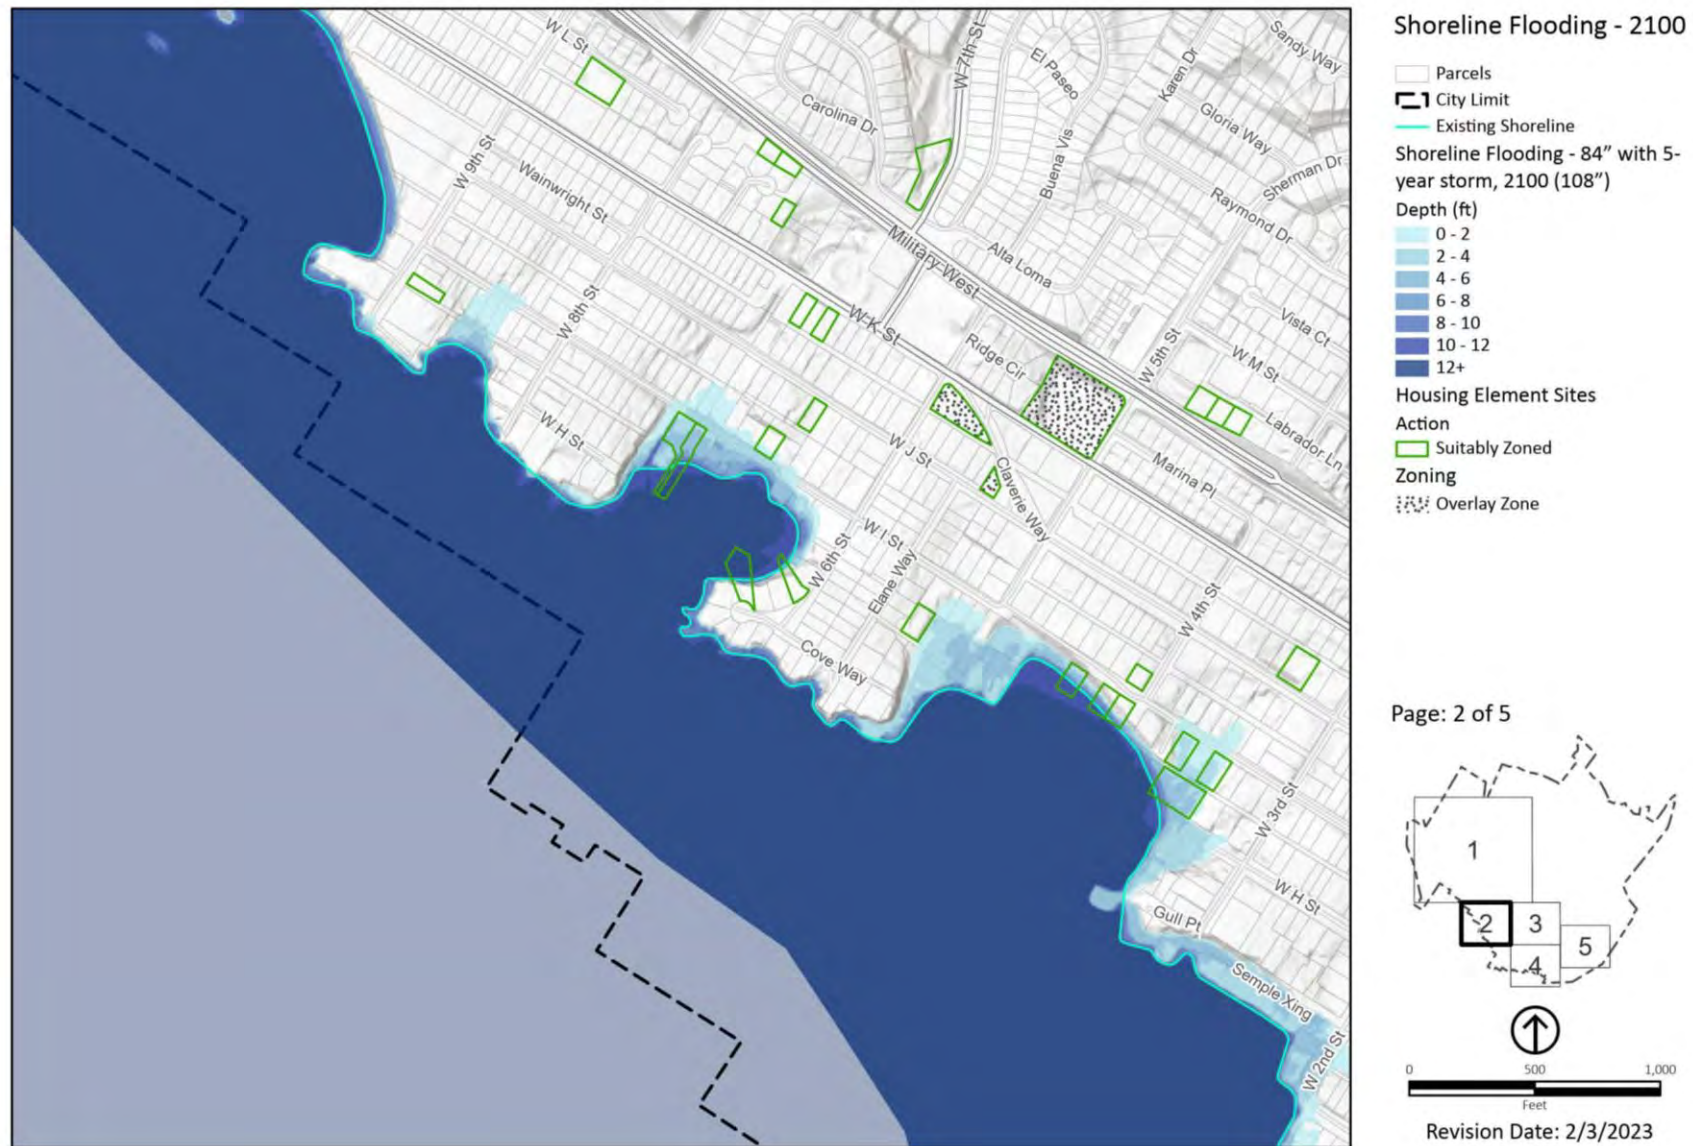 Shoreline Flooding - 2100
Parcels
City Limit
Existing Shoreline
Shoreline Flooding - 84” with 5-
year storm, 2100 (108”)
Depth (ft)
0 - 2
2 - 4
4 - 6
6 - 8
8 - 10
10 - 12
12+
Housing Element Sites
Action
Suitably Zoned
Zoning
Overlay Zone
Page: 2 of 5
1
2
3
5
4
0
500
1,000
Feet
Revision Date: 2/3/2023
W L St
W 7th St
El Paseo
Karen Dr
Sandy Way
Carolina Dr
Gloria Way
W 9th St
Wainwright St
Buena Vis
Sherman Dr
Raymond Dr
Military West
Alta Loma
W 8th St
W K St
Vista Ct
Ridge Cir
W 5th St
W M St
W H St
W J St
Labrador Ln
Marina Pl
Claverie Way
W I St
W 6th St
Elane Way
W 4th St
Cove Way
W 3rd St
W H St
Gull Pt
Semple Xing
W 2nd St